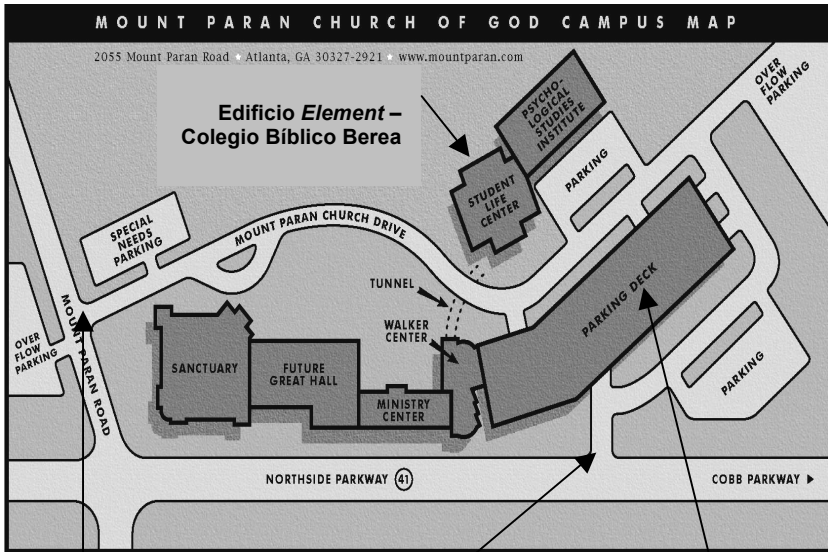 MOUNT PARAN CHURCH OF GOD CAMPUS MAP
2055 Mount Paran Road ★ Atlanta, GA 30327-2921 ★ www.mountparan.com
Edificio Element –
Colegio Bíblico Berea
PSYCHO-
LOGICAL
STUDIES
INSTITUTE
OVER
FLOW
PARKING
STUDENT
LIFE
CENTER
PARKING
SPECIAL
NEEDS
PARKING
MOUNT PARAN CHURCH DRIVE
TUNNEL
WALKER
CENTER
PARKING DECK
OVER
FLOW
PARKING
MOUNT PARAN ROAD
SANCTUARY
FUTURE
GREAT HALL
MINISTRY
CENTER
PARKING
NORTHSIDE PARKWAY 41
COBB PARKWAY ▶